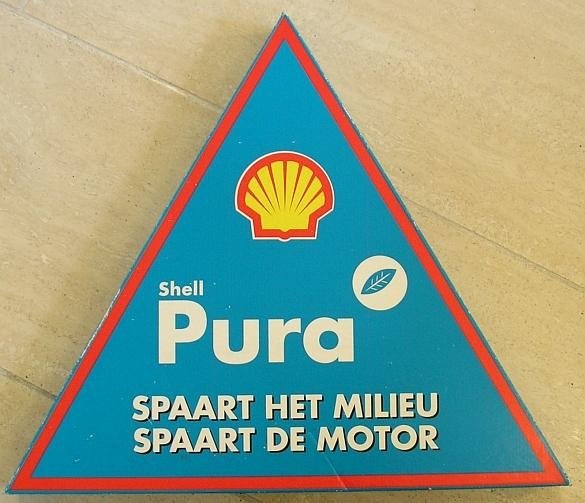 Shell
Pura
SPAART HET MILIEU
SPAART DE MOTOR